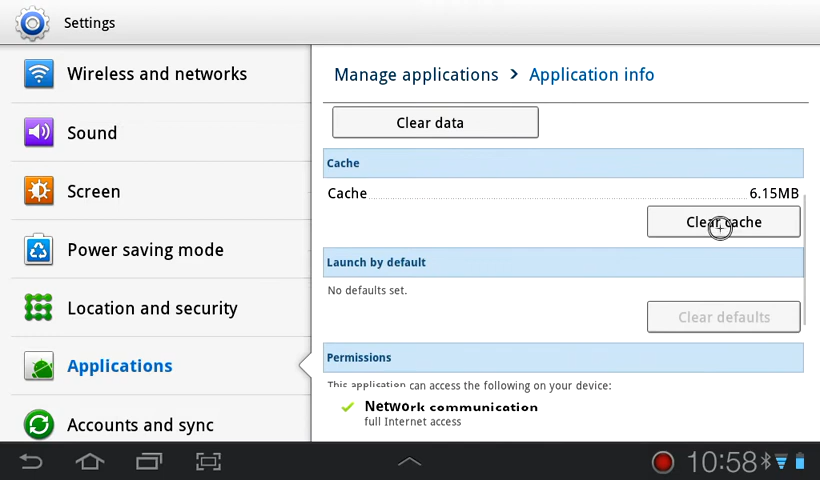 Settings
Wireless and networks
Sound
Screen
Power saving mode
Location and security
Applications
Accounts and sync
Manage applications > Application info
Clear data
Cache
Cache 6.15MB
Clear cache
Launch by default
No defaults set.
Clear defaults
Permissions
This application can access the following on your device:
Network communication
full Internet access
10:58